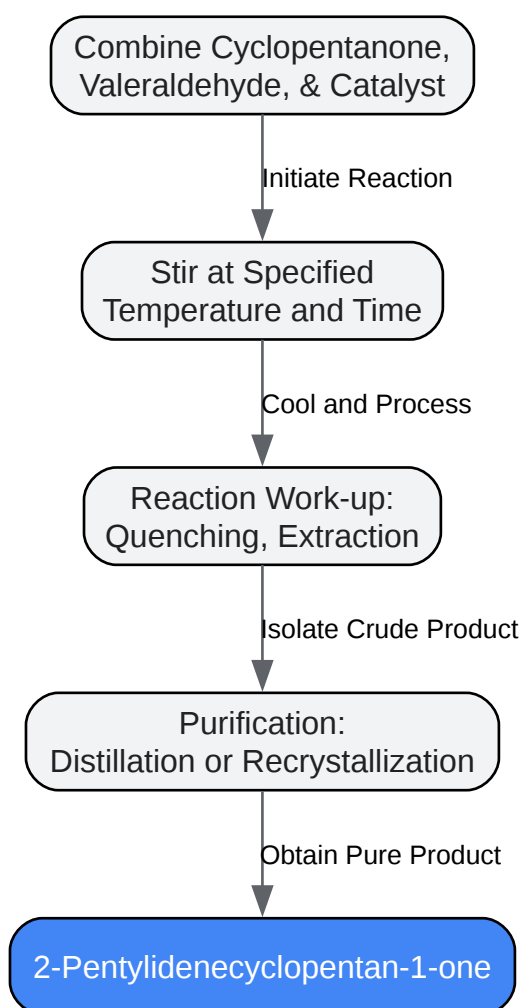 Combine Cyclopentanone,
Valeraldehyde, & Catalyst
Initiate Reaction
Stir at Specified
Temperature and Time
Cool and Process
Reaction Work-up:
Quenching, Extraction
Isolate Crude Product
Purification:
Distillation or Recrystallization
Obtain Pure Product
2-Pentylidenecyclopentan-1-one